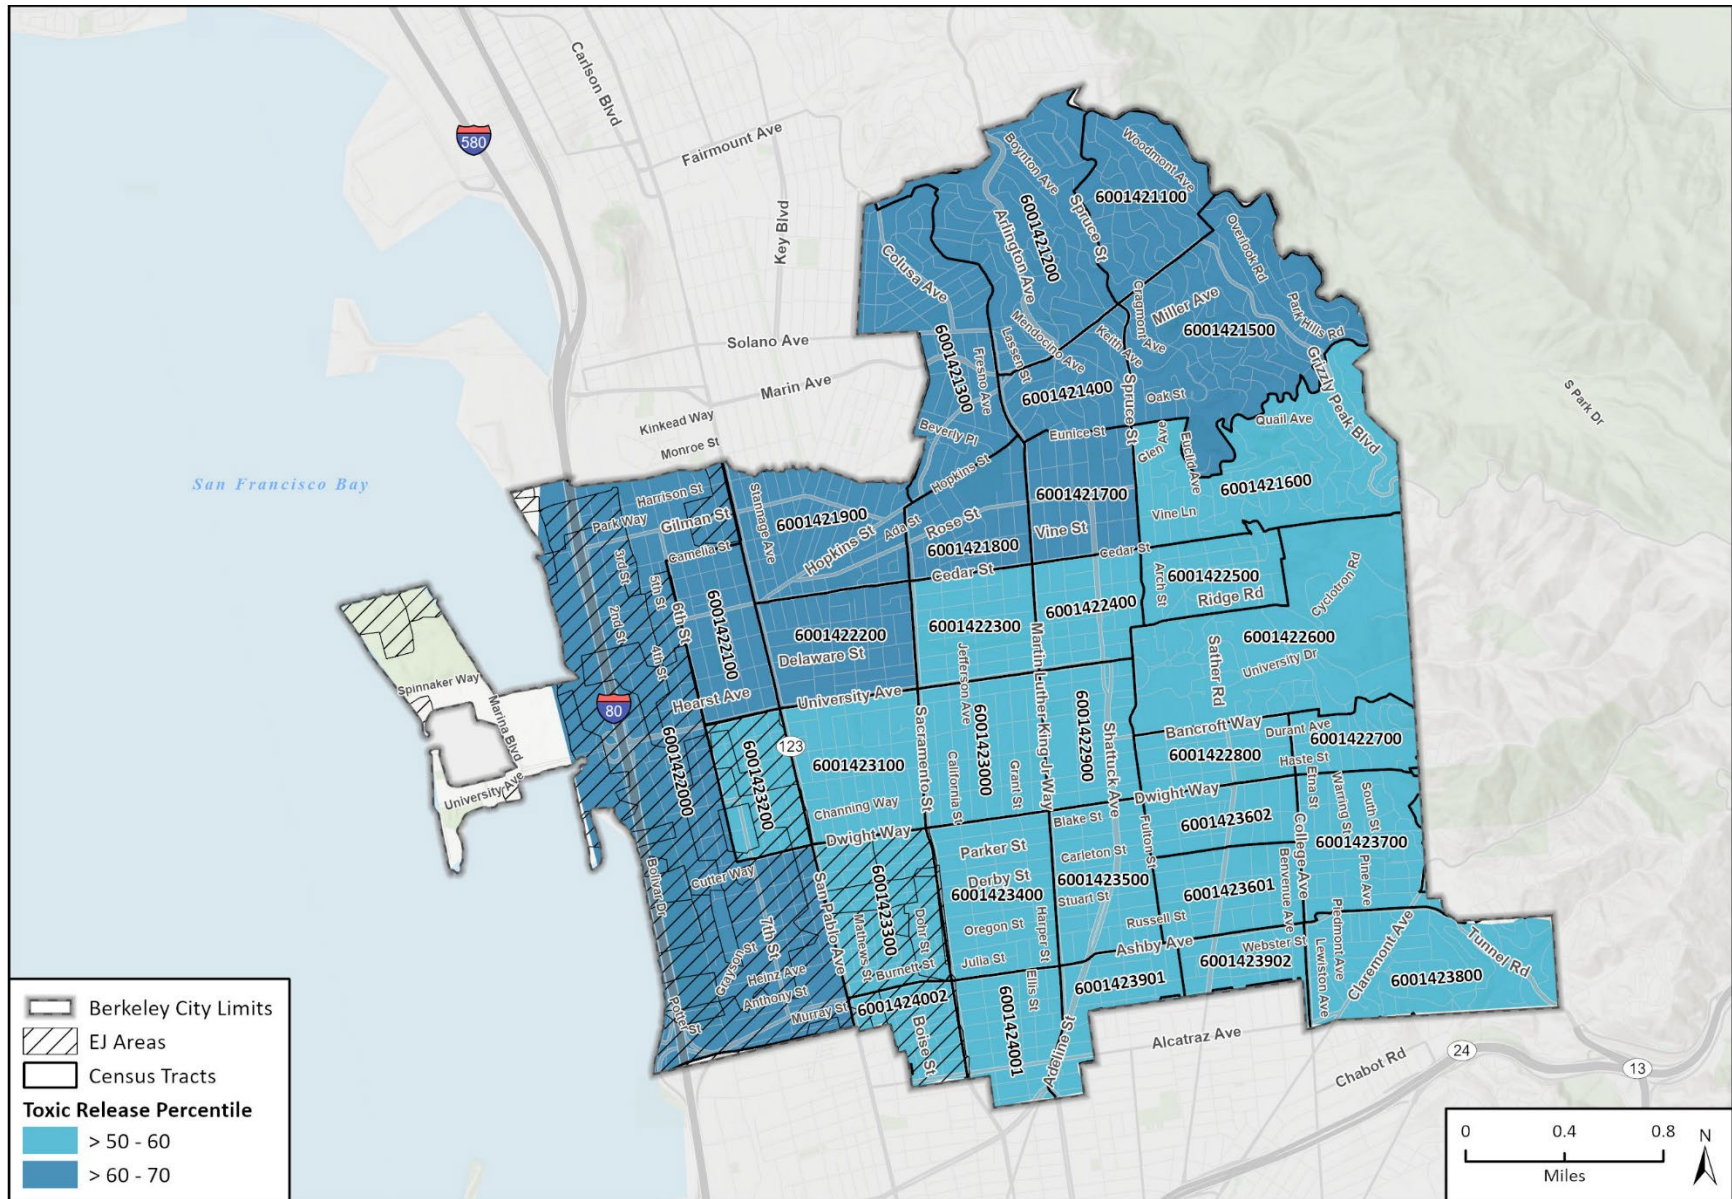 Carlson Blvd
580
Fairmount Ave
Key Blvd
Solano Ave
Marin Ave
Kinkead Way
Monroe St
San Francisco Bay
S Park Dr
Boynton Ave
Woodmont Ave
6001421100
6001421200
Spruce St
Arlington Ave
Overlook Rd
Colusa Ave
Cragmont Ave
Miller Ave
Park Hills Rd
6001421500
Mendocino Ave
Keith Ave
Lassen St
Fresno Ave
6001421300
Grizzly Peak Blvd
6001421400
Spruce St
Oak St
Quail Ave
Beverly Pl
Eunice St
Glen Ave
Euclid Ave
Hopkins St
6001421700
6001421600
Vine Ln
Harrison St
Park Way
Gilman St
Stannage Ave
6001421900
Ada St
Rose St
Vine St
Hopkins St
6001421800
Camelia St
Cedar St
Cedar St
3rd St
5th St
6th St
2nd St
4th St
6001422100
6001422200
Delaware St
6001422300
6001422400
Arch St
6001422500
Ridge Rd
Cyclotron Rd
6001422600
University Dr
Sather Rd
Jefferson Ave
Martin Luther King Jr Way
Spinnaker Way
Marina Blvd
University Ave
80
Hearst Ave
University Ave
Sacramento St
123
6001422000
6001423200
6001423100
6001423000
California St
Grant St
6001422900
Shattuck Ave
Bancroft Way
Durant Ave
6001422700
6001422800
Haste St
Channing Way
Dwight Way
Dwight Way
Blake St
Fulton St
Etna St
Warring St
South St
6001423602
College Ave
6001423700
Parker St
Carleton St
Derby St
6001423400
6001423500
Stuart St
6001423601
Benvenue Ave
Pine Ave
Bolivar Dr
Cutter Way
San Pablo Ave
6001423300
Mathews St
Dohr St
7th St
Grayson St
Heinz Ave
Anthony St
Murray St
Potter St
Burnett St
Oregon St
Harper St
Russell St
Julia St
Ashby Ave
Webster St
Piedmont Ave
Lewiston Ave
Claremont Ave
Tunnel Rd
6001423902
6001423901
6001423800
6001424002
Boise St
6001424001
Ellis St
Adeline St
Alcatraz Ave
Chabot Rd
24
13
Berkeley City Limits
EJ Areas
Census Tracts
Toxic Release Percentile
> 50 - 60
> 60 - 70
0 0.4 0.8
Miles
N